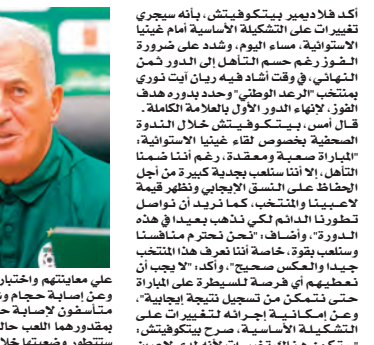 أكد فلاديمير بيتكوفيتش، بأنه سيجري
تغييرات على التشكيلة الأساسية أمام غينيا
الاستوائية، مساء اليوم، وشدد على ضرورة
الفوز رغم حسم التأهل إلى الدور ثمن
النهائي، في وقت أشاد فيه ريان آيت نوري
بمنتخب "الرعد الوطني" وحدد بدوره هدف
الفوز، لإنهاء الدور الأول بالعلامة الكاملة.
قال أمس، بيتكوفيتش خلال الندوة
الصحفية بخصوص لقاء غينيا الاستوائية:
"المباراة صعبة ومعقدة، رغم أننا ضمنا
التأهل، إلا أننا سنلعب بجدية كبيرة من أجل
الحفاظ على النسق الإيجابي ونظهر قيمة
لاعبينا والمنتخب، كما نريد أن نواصل
تطورنا الدائم لكي نذهب بعيدا في هذه
الدورة"، وأضاف: "نحن نحترم منافسنا
وسنلعب بقوة، خاصة أننا نعرف هذا المنتخب
جيدا والعكس صحيح"، وأكد: "لا يجب أن
نعطيهم أي فرصة للسيطرة على المباراة
حتى نتمكن من تسجيل نتيجة إيجابية"،
وعن إمكانية إجرائه لتغييرات على
التشكيلة الأساسية، صرح بيتكوفيتش:
علي معاينتهم واختبار
وعن إصابة حجام و
متأسفون لإصابة ح
بمقدورهما اللعب حال
ستتطور وضعيتها خلا